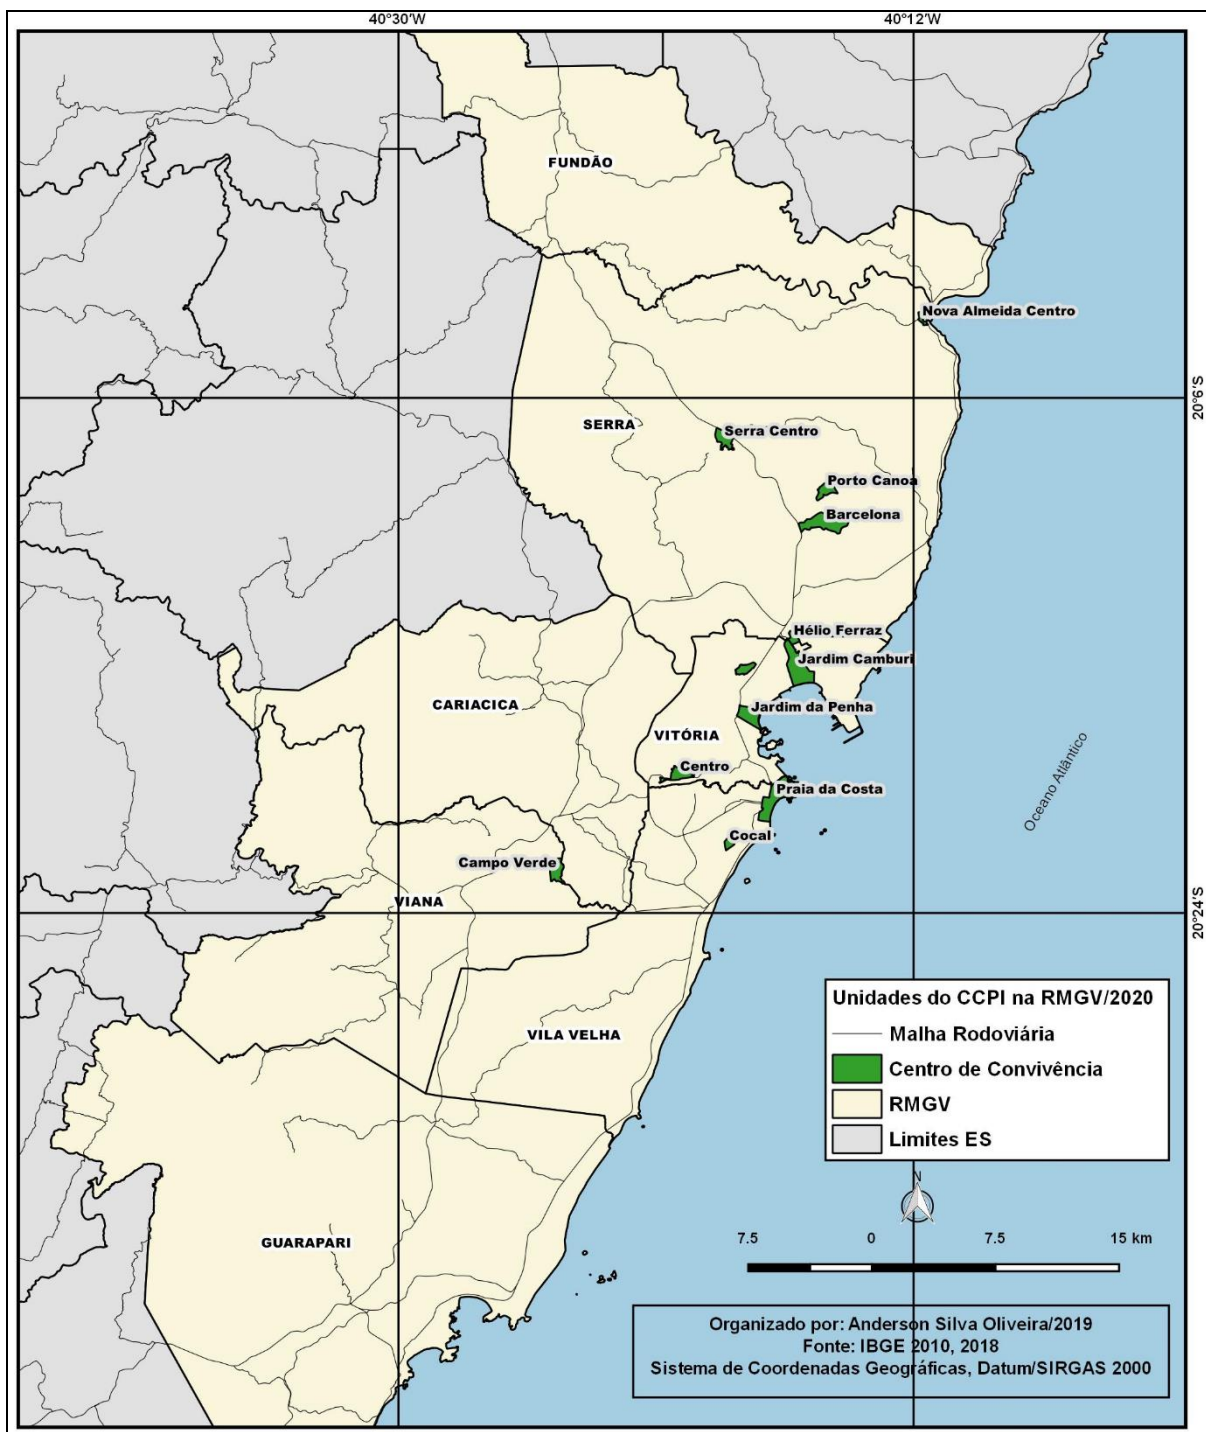 40°30'W
40°12'W
FUNDÃO
Nova Almeida Centro
20°6'S
SERRA
Serra Centro
Porto Canoa
Barcelona
Hélio Ferraz
Jardim Camburi
CARIACICA
Jardim da Penha
VITÓRIA
Centro
Praia da Costa
Oceano Atlântico
Cocal
Campo Verde
VIANA
20°24'S
VILA VELHA
GUARAPARI
Unidades do CCPI na RMGV/2020
Malha Rodoviária
Centro de Convivência
RMGV
Limites ES
N
7.5 0 7.5 15 km
Organizado por: Anderson Silva Oliveira/2019
Fonte: IBGE 2010, 2018
Sistema de Coordenadas Geográficas, Datum/SIRGAS 2000